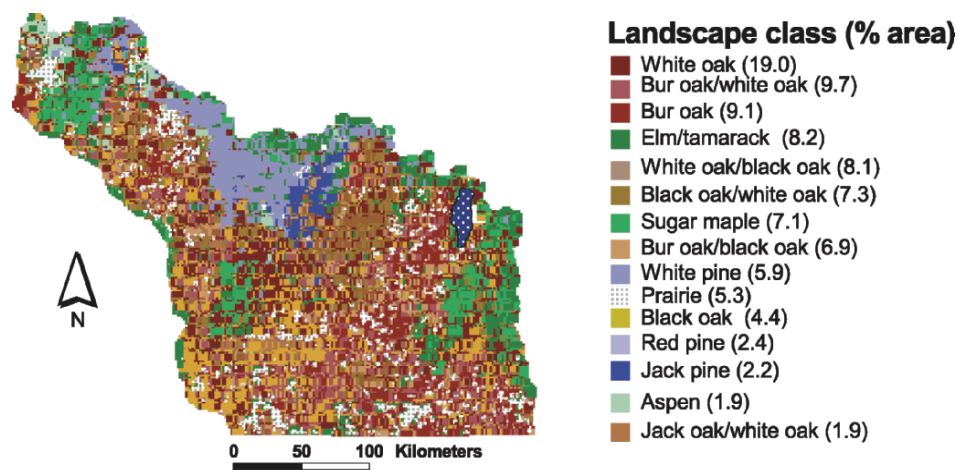 Landscape class (% area)
White oak (19.0)
Bur oak/white oak (9.7)
Bur oak (9.1)
Elm/tamarack (8.2)
White oak/black oak (8.1)
Black oak/white oak (7.3)
Sugar maple (7.1)
Bur oak/black oak (6.9)
White pine (5.9)
Prairie (5.3)
Black oak (4.4)
Red pine (2.4)
Jack pine (2.2)
Aspen (1.9)
Jack oak/white oak (1.9)
N
0 50 100 Kilometers
L